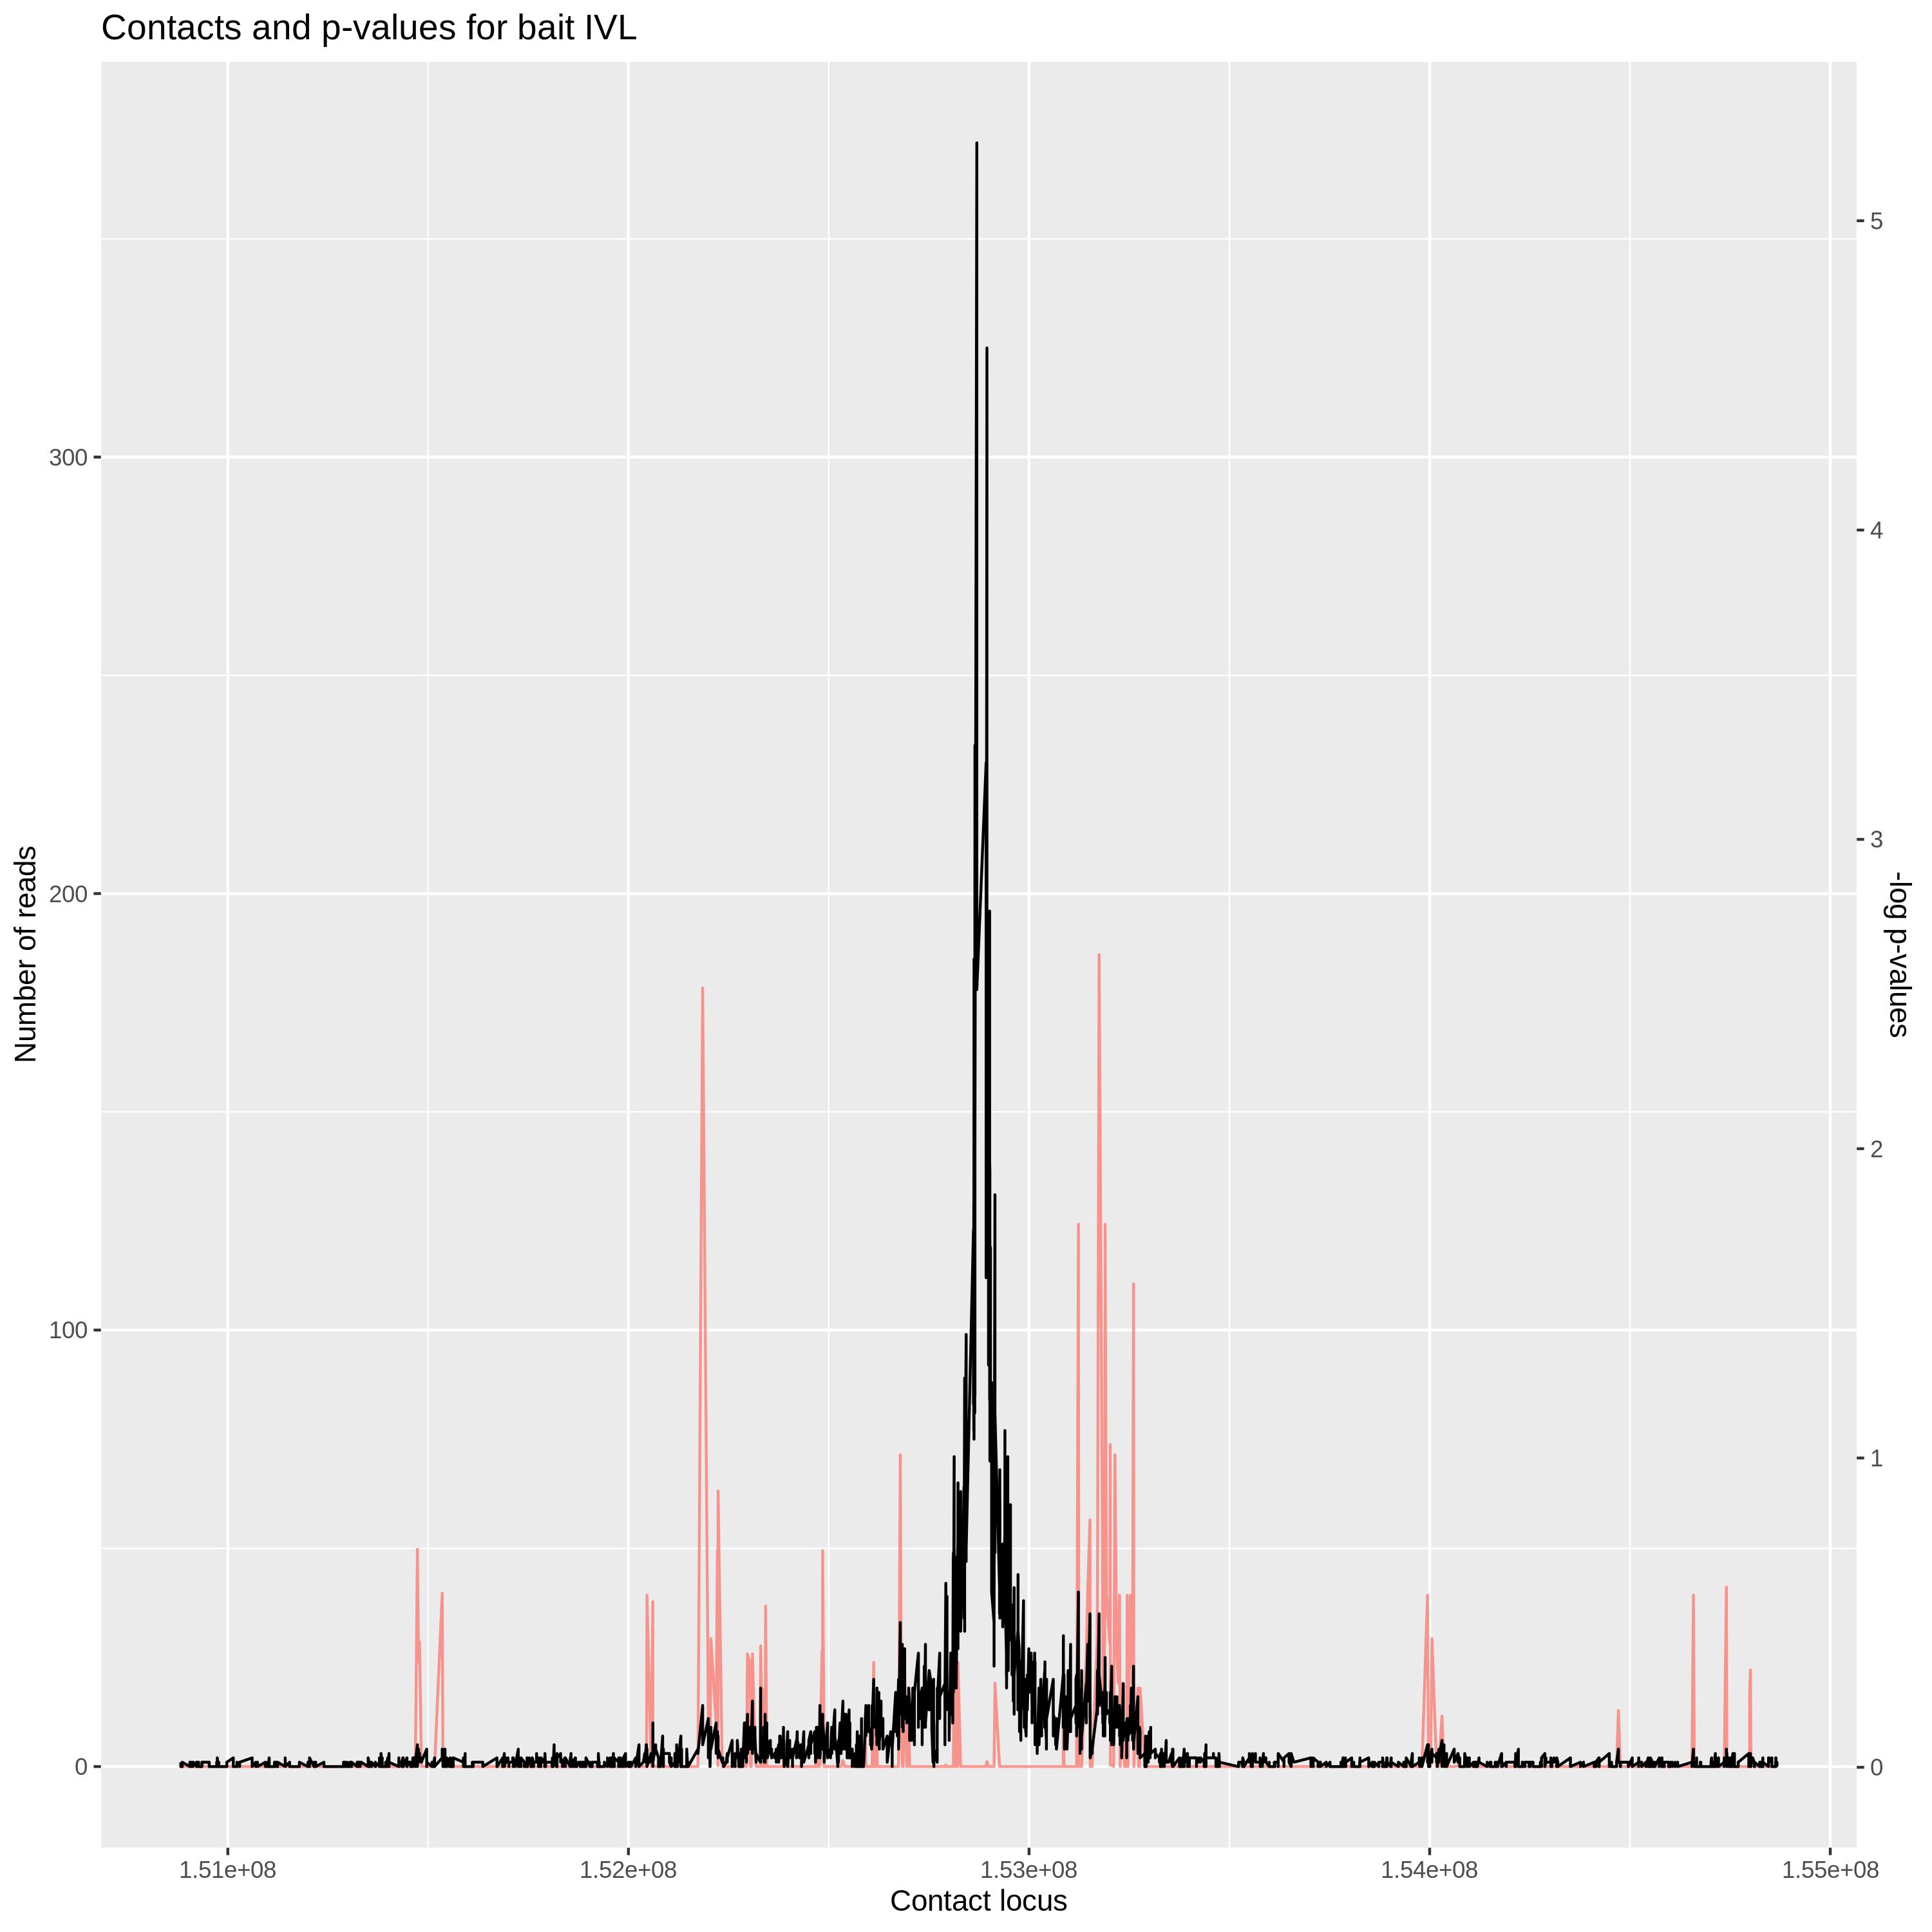 Contacts and p-values for bait IVL
Number of reads
300
200
100
0
5
4
3
2
1
0
-log p-values
1.51e+08
1.52e+08
1.53e+08
1.54e+08
1.55e+08
Contact locus